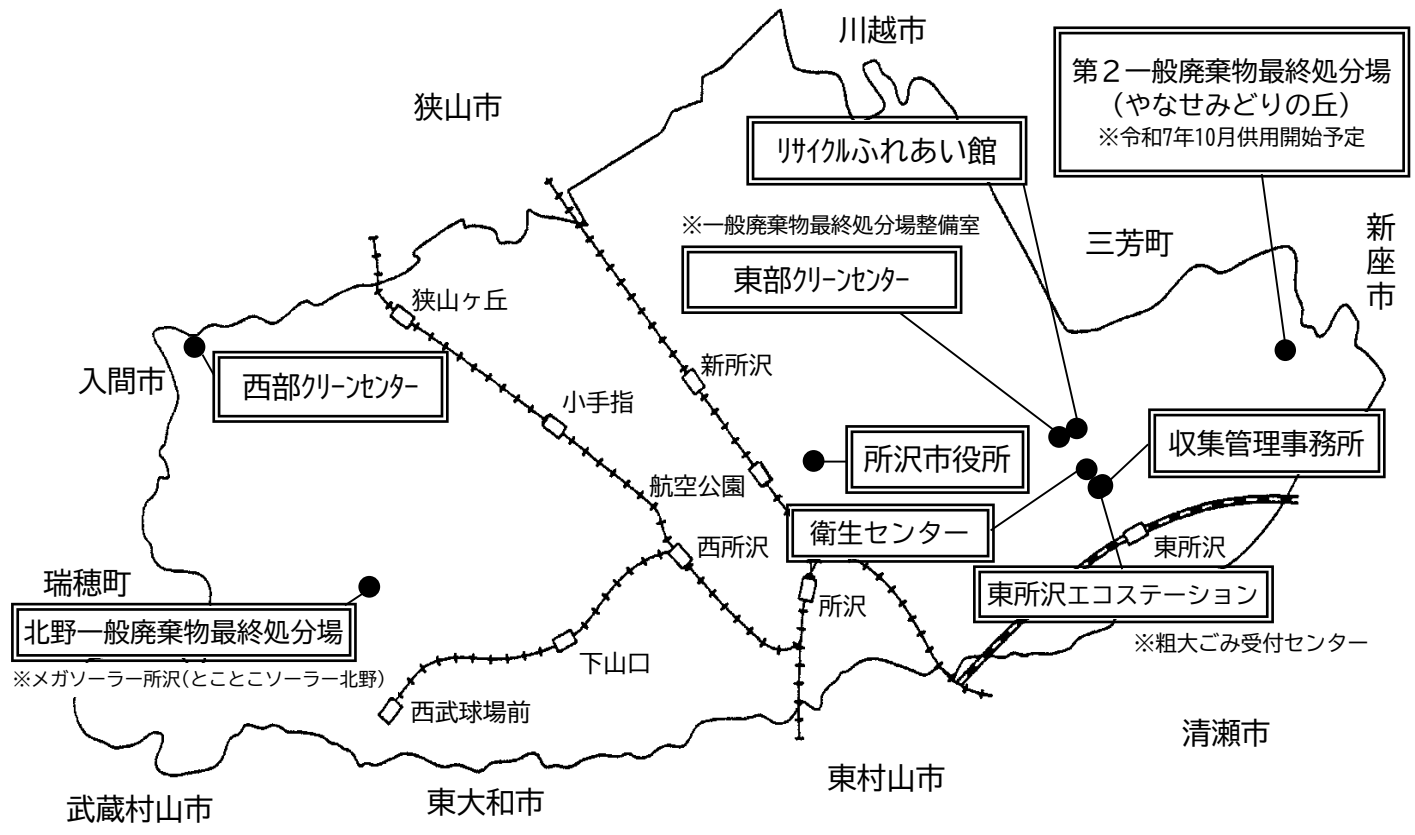 川越市
狭山市
第２一般廃棄物最終処分場
（やなせみどりの丘）
※令和7年10月供用開始予定
ﾘｻｲｸﾙふれあい館
※一般廃棄物最終処分場整備室
三芳町
新座市
東部ｸﾘｰﾝｾﾝﾀｰ
狭山ヶ丘
入間市
西部ｸﾘｰﾝｾﾝﾀｰ
新所沢
小手指
収集管理事務所
所沢市役所
航空公園
衛生センター
西所沢
東所沢
瑞穂町
所沢
東所沢エコステーション
北野一般廃棄物最終処分場
※粗大ごみ受付センター
※メガソーラー所沢(とことこソーラー北野)
下山口
西武球場前
清瀬市
東村山市
東大和市
武蔵村山市